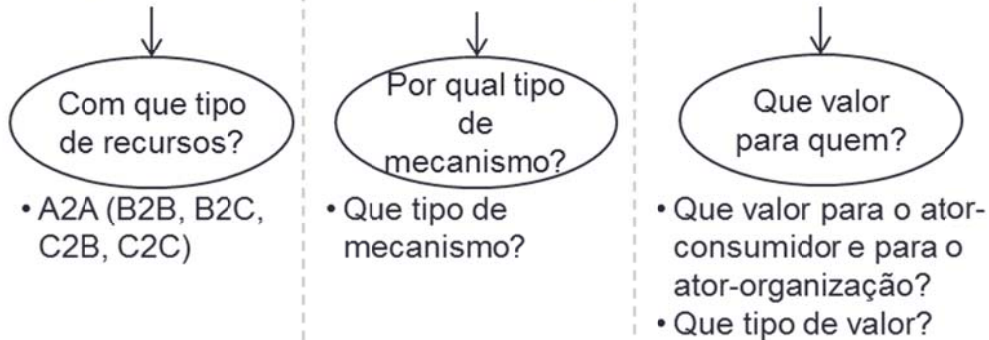 Com que tipo
de recursos?
• A2A (B2B, B2C,
C2B, C2C)
Por qual tipo
de
mecanismo?
• Que tipo de
mecanismo?
Que valor
para quem?
• Que valor para o ator-
consumidor e para o
ator-organização?
• Que tipo de valor?